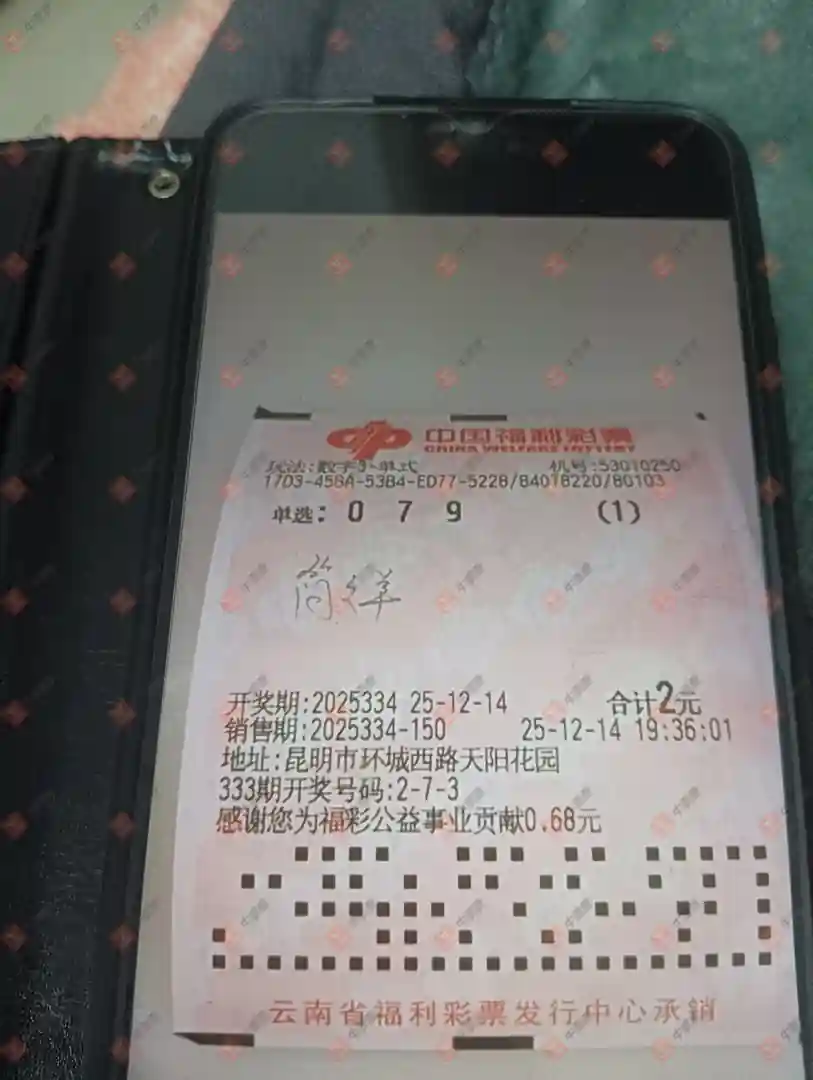 中国福利彩票
CHINA WELFARE LOTTERY
玩法:数字3-单式 机号:53010250
1703-458A-53B4-ED77-5228/84078220/80103
单选: 0 7 9 (1)
开奖期:2025334 25-12-14 合计2元
销售期:2025334-150 25-12-14 19:36:01
地址:昆明市环城西路天阳花园
333期开奖号码:2-7-3
感谢您为福彩公益事业贡献0.68元
云南省福利彩票发行中心承销